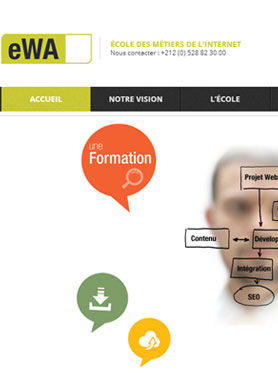 eWA
ÉCOLE DES MÉTIERS DE L'INTERNET
Nous contacter : +212 (0) 528 82 30 00
ACCUEIL
NOTRE VISION
L'ÉCOLE
une
Formation
Projet Web
Contenu
Dévelop
Intégration
SEO